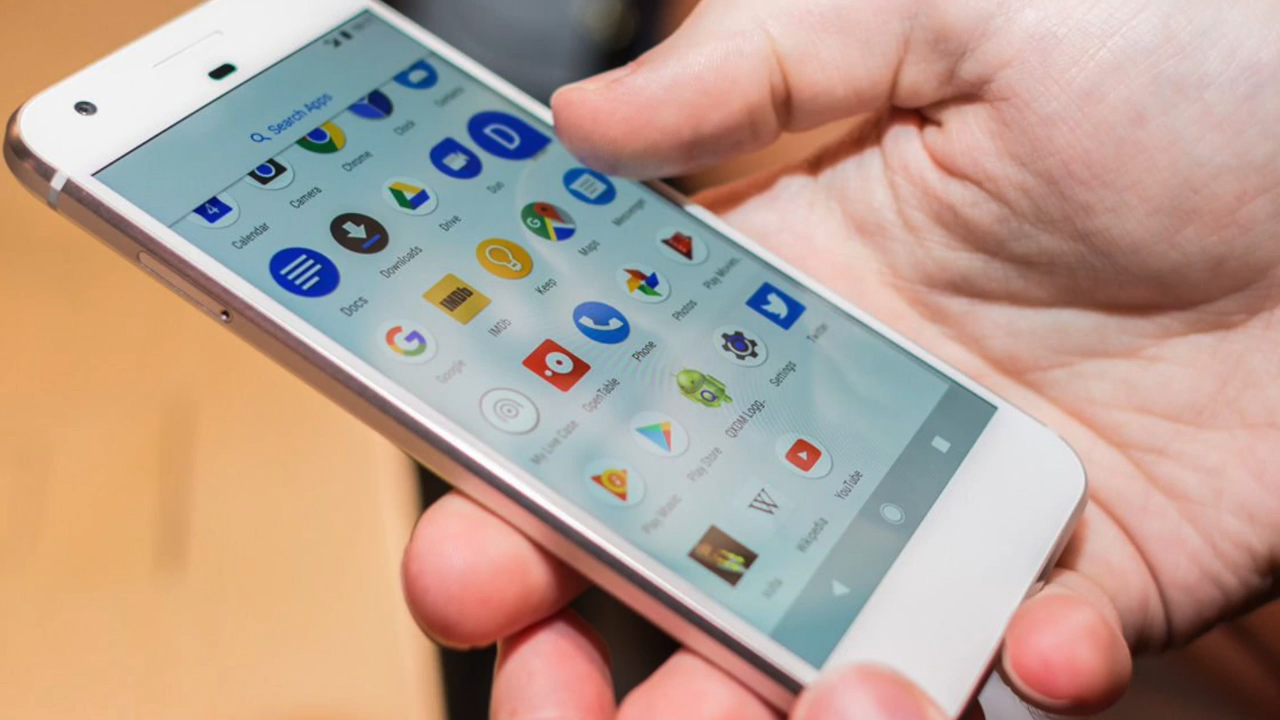 Search Apps
4
Calendar
Camera
Chrome
Clock
Contacts
Docs
Downloads
Drive
Duo
D
Google
IMDb
IMDb
Keep
G
Maps
Messenger
My Live Case
OpenTable
Phone
Photos
Play Movies..
Play Music
Play Store
Q
QXDM Logg..
Settings
Twitter
W
Wikipedia
YouTube